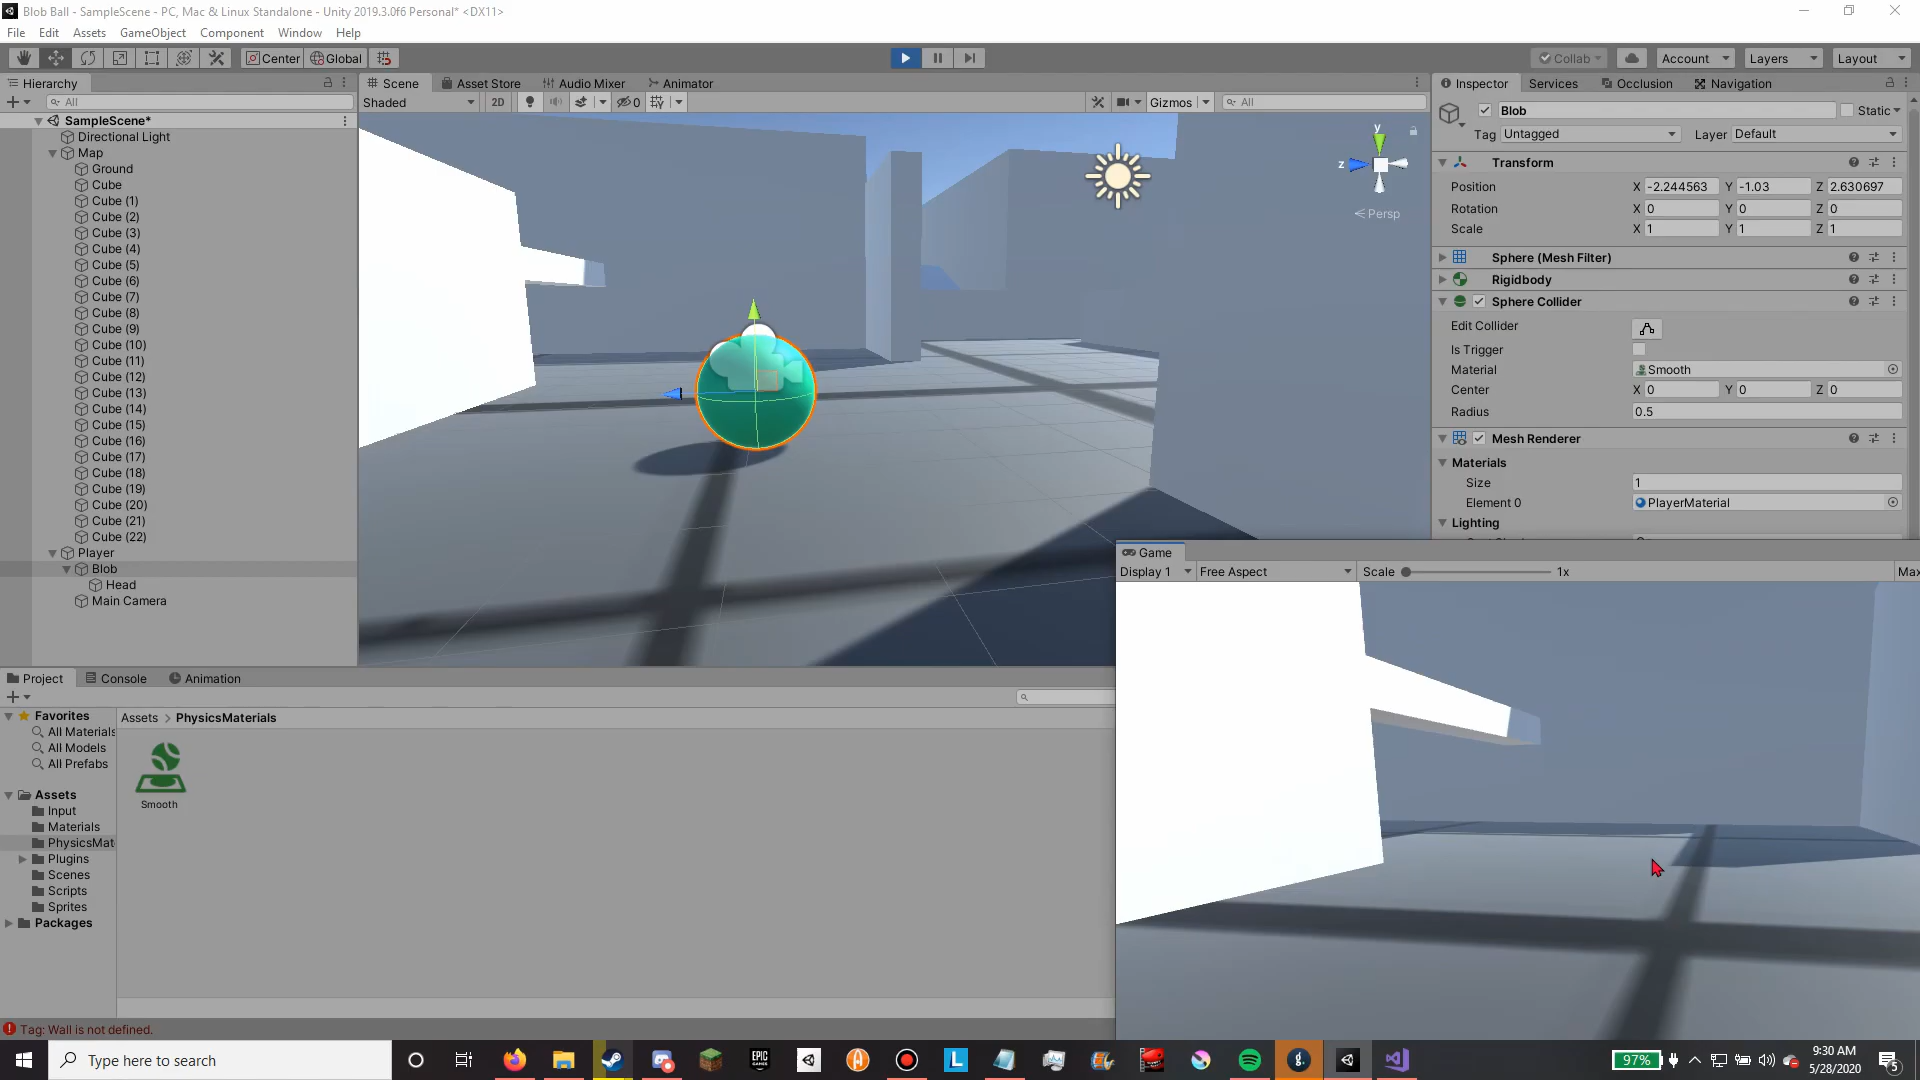 Blob Ball - SampleScene - PC, Mac & Linux Standalone - Unity 2019.3.0f6 Personal* <DX11>
File Edit Assets GameObject Component Window Help
Center Global Collab Account Layers Layout
Hierarchy
All
SampleScene*
Directional Light
Map
Ground
Cube
Cube (1)
Cube (2)
Cube (3)
Cube (4)
Cube (5)
Cube (6)
Cube (7)
Cube (8)
Cube (9)
Cube (10)
Cube (11)
Cube (12)
Cube (13)
Cube (14)
Cube (15)
Cube (16)
Cube (17)
Cube (18)
Cube (19)
Cube (20)
Cube (21)
Cube (22)
Player
Blob
Head
Main Camera
Scene Asset Store Audio Mixer Animator
Shaded 2D 0 Gizmos All
y
z
Persp
Inspector Services Occlusion Navigation
Blob Static
Tag Untagged Layer Default
Transform
Position X -2.244563 Y -1.03 Z 2.630697
Rotation X 0 Y 0 Z 0
Scale X 1 Y 1 Z 1
Sphere (Mesh Filter)
Rigidbody
Sphere Collider
Edit Collider
Is Trigger
Material Smooth
Center X 0 Y 0 Z 0
Radius 0.5
Mesh Renderer
Materials
Size 1
Element 0 PlayerMaterial
Lighting
Game
Display 1 Free Aspect Scale 1x Max
Project Console Animation
Favorites
All Materials
All Models
All Prefabs
Assets
Input
Materials
PhysicsMat
Plugins
Scenes
Scripts
Sprites
Packages
Assets > PhysicsMaterials
Smooth
Tag: Wall is not defined.
Type here to search
EPIC GAMES
L
g.
97%
9:30 AM
5/28/2020
5